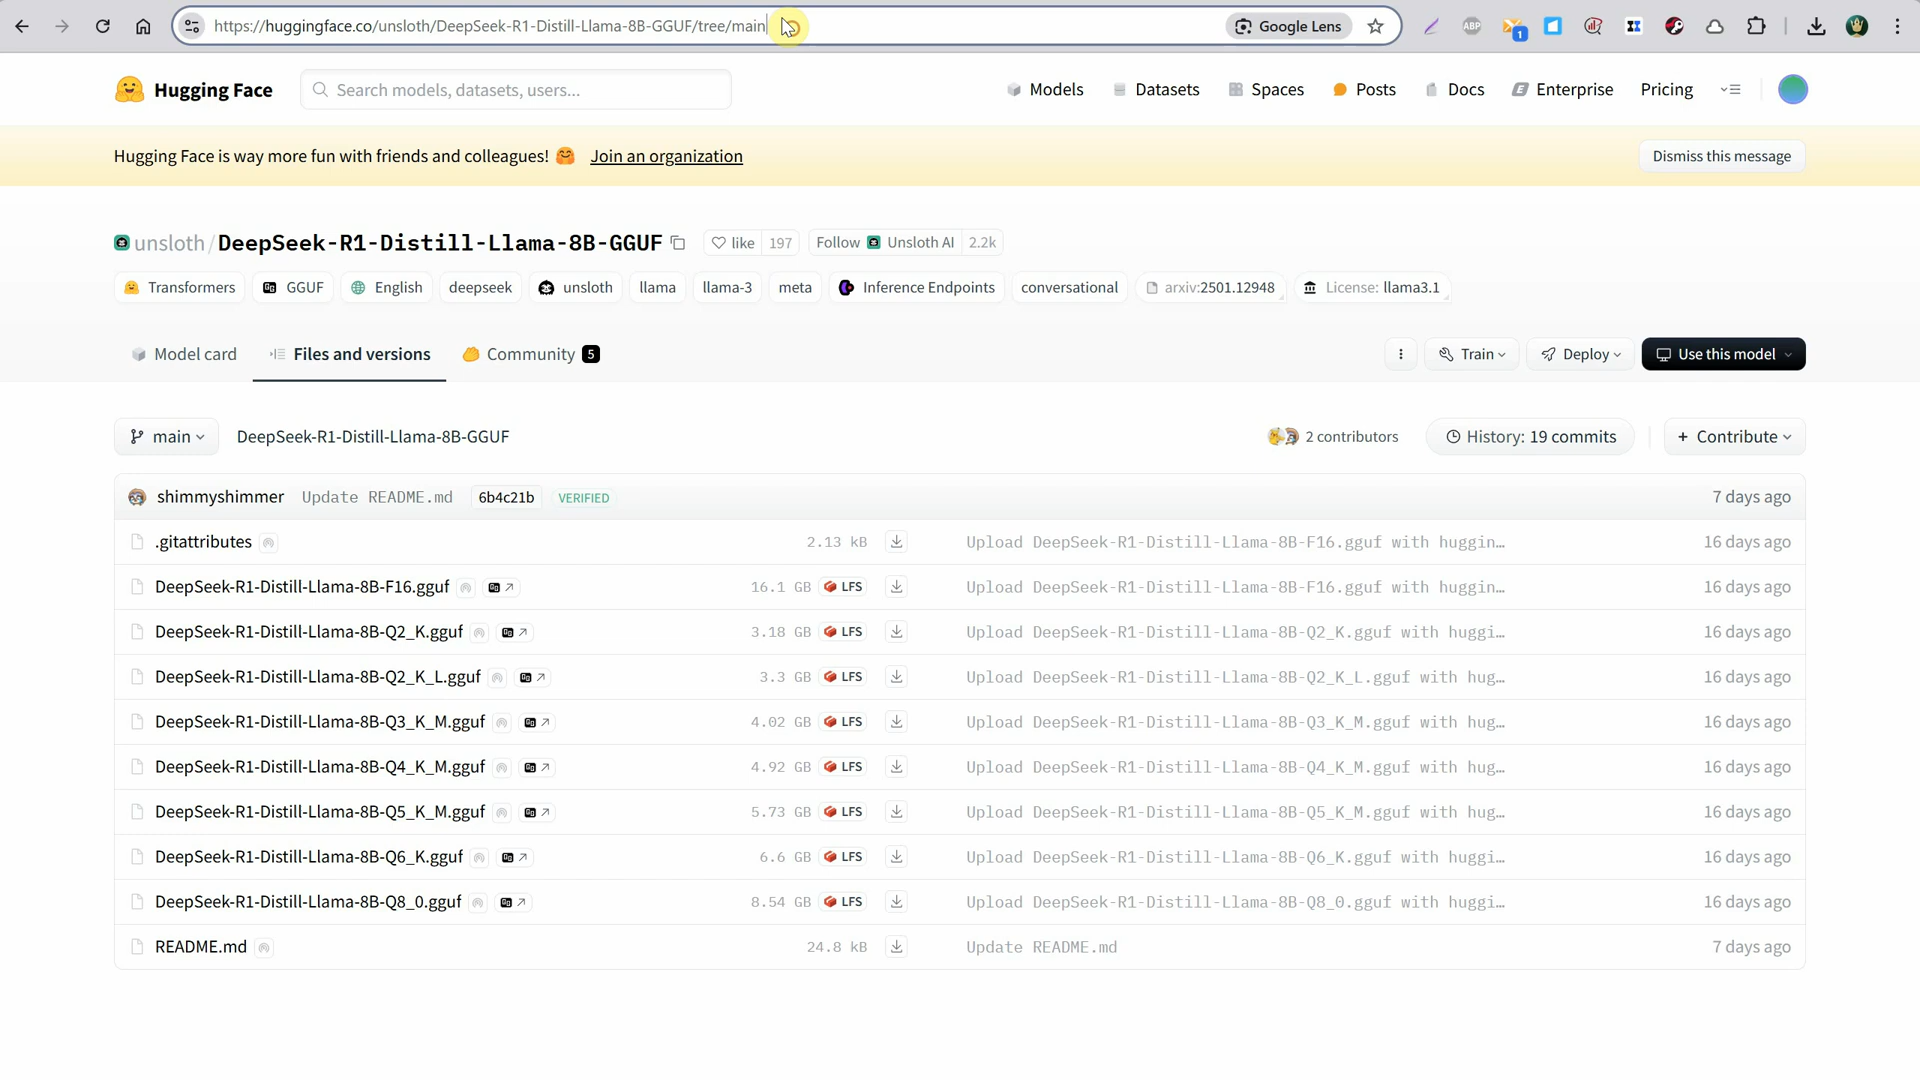 https://huggingface.co/unsloth/DeepSeek-R1-Distill-Llama-8B-GGUF/tree/main
Google Lens
ABP
1
Hugging Face
Search models, datasets, users...
Models
Datasets
Spaces
Posts
Docs
Enterprise
Pricing
Hugging Face is way more fun with friends and colleagues! 🤗 Join an organization
Dismiss this message
unsloth/DeepSeek-R1-Distill-Llama-8B-GGUF
like 197
Follow Unsloth AI 2.2k
Transformers
GGUF
English
deepseek
unsloth
llama
llama-3
meta
Inference Endpoints
conversational
arxiv:2501.12948
License: llama3.1
Model card
Files and versions
Community 5
Train
Deploy
Use this model
main
DeepSeek-R1-Distill-Llama-8B-GGUF
2 contributors
History: 19 commits
+ Contribute
shimmyshimmer Update README.md 6b4c21b VERIFIED 7 days ago
.gitattributes 2.13 kB Upload DeepSeek-R1-Distill-Llama-8B-F16.gguf with huggin… 16 days ago
DeepSeek-R1-Distill-Llama-8B-F16.gguf 16.1 GB LFS Upload DeepSeek-R1-Distill-Llama-8B-F16.gguf with huggin… 16 days ago
DeepSeek-R1-Distill-Llama-8B-Q2_K.gguf 3.18 GB LFS Upload DeepSeek-R1-Distill-Llama-8B-Q2_K.gguf with huggi… 16 days ago
DeepSeek-R1-Distill-Llama-8B-Q2_K_L.gguf 3.3 GB LFS Upload DeepSeek-R1-Distill-Llama-8B-Q2_K_L.gguf with hug… 16 days ago
DeepSeek-R1-Distill-Llama-8B-Q3_K_M.gguf 4.02 GB LFS Upload DeepSeek-R1-Distill-Llama-8B-Q3_K_M.gguf with hug… 16 days ago
DeepSeek-R1-Distill-Llama-8B-Q4_K_M.gguf 4.92 GB LFS Upload DeepSeek-R1-Distill-Llama-8B-Q4_K_M.gguf with hug… 16 days ago
DeepSeek-R1-Distill-Llama-8B-Q5_K_M.gguf 5.73 GB LFS Upload DeepSeek-R1-Distill-Llama-8B-Q5_K_M.gguf with hug… 16 days ago
DeepSeek-R1-Distill-Llama-8B-Q6_K.gguf 6.6 GB LFS Upload DeepSeek-R1-Distill-Llama-8B-Q6_K.gguf with huggi… 16 days ago
DeepSeek-R1-Distill-Llama-8B-Q8_0.gguf 8.54 GB LFS Upload DeepSeek-R1-Distill-Llama-8B-Q8_0.gguf with huggi… 16 days ago
README.md 24.8 kB Update README.md 7 days ago